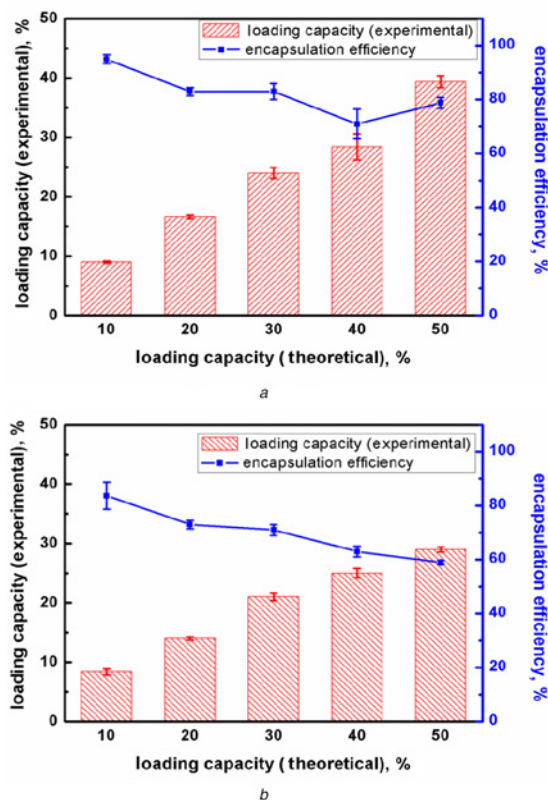 50
40
30
20
10
0
loading capacity (experimental), %
loading capacity (experimental)
encapsulation efficiency
100
80
60
40
20
0
encapsulation efficiency, %
10 20 30 40 50
loading capacity ( theoretical), %
a
50
40
30
20
10
0
loading capacity (experimental), %
loading capacity (experimental)
encapsulation efficiency
100
80
60
40
20
0
encapsulation efficiency, %
10 20 30 40 50
loading capacity ( theoretical), %
b